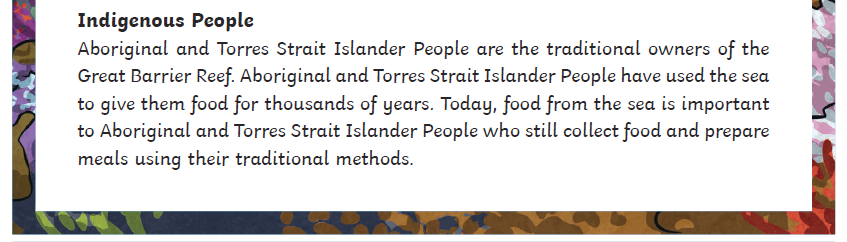 Indigenous People
Aboriginal and Torres Strait Islander People are the traditional owners of the
Great Barrier Reef. Aboriginal and Torres Strait Islander People have used the sea
to give them food for thousands of years. Today, food from the sea is important
to Aboriginal and Torres Strait Islander People who still collect food and prepare
meals using their traditional methods.